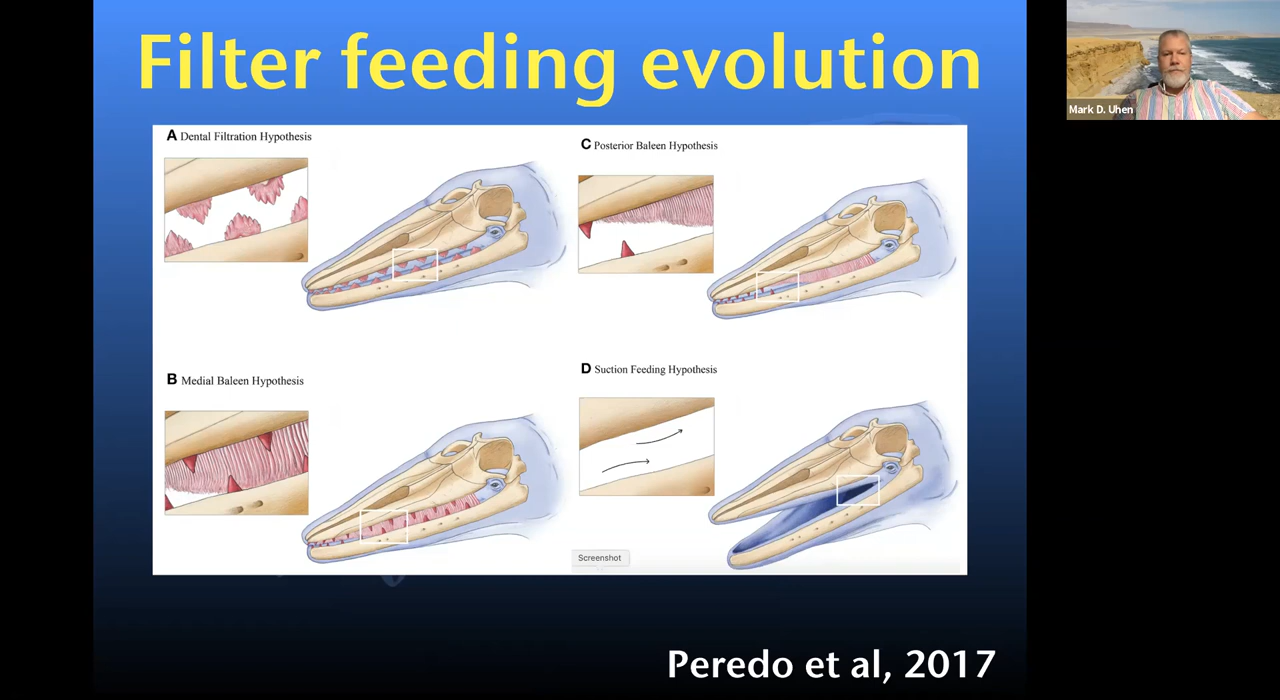 Filter feeding evolution
A Dental Filtration Hypothesis
C Posterior Baleen Hypothesis
B Medial Baleen Hypothesis
D Suction Feeding Hypothesis
Screenshot
Peredo et al, 2017
Mark D. Uhen